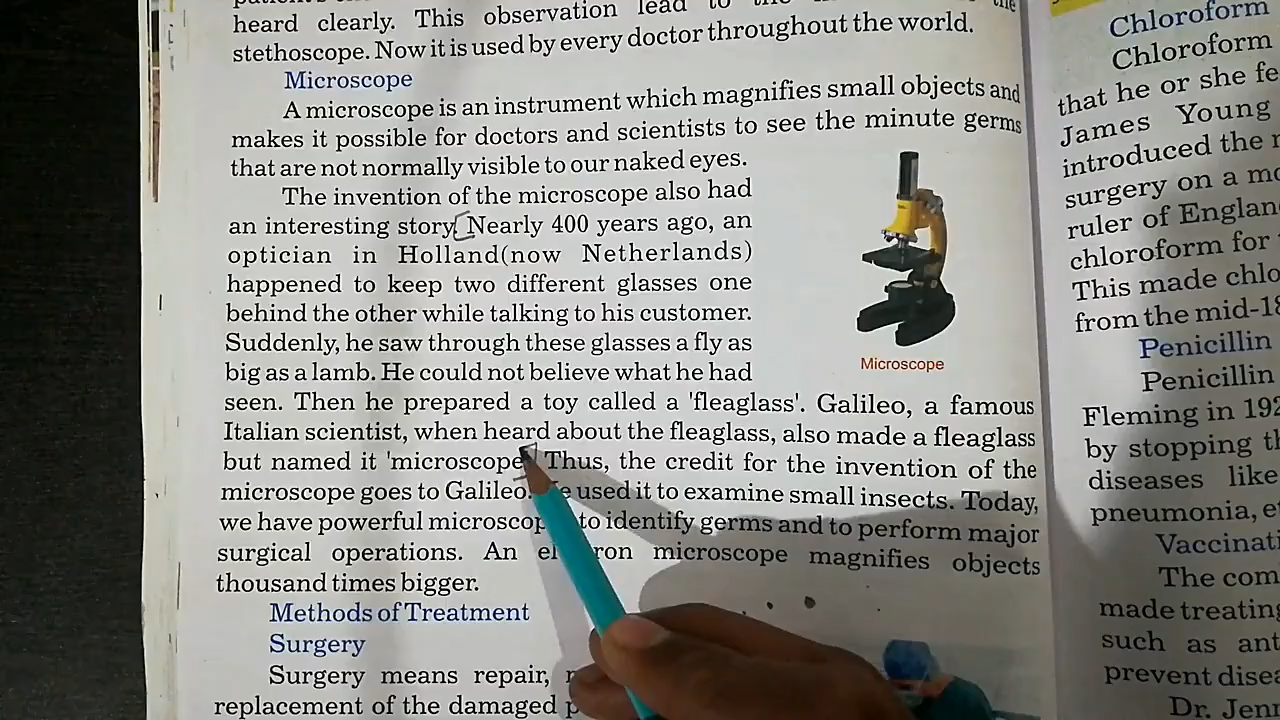 heard clearly. This observation lead to the
stethoscope. Now it is used by every doctor throughout the world.
Microscope
A microscope is an instrument which magnifies small objects and
makes it possible for doctors and scientists to see the minute germs
that are not normally visible to our naked eyes.
The invention of the microscope also had
an interesting story. Nearly 400 years ago, an
optician in Holland(now Netherlands)
happened to keep two different glasses one
behind the other while talking to his customer.
Suddenly, he saw through these glasses a fly as
big as a lamb. He could not believe what he had
seen. Then he prepared a toy called a 'fleaglass'. Galileo, a famous
Italian scientist, when heard about the fleaglass, also made a fleaglass
but named it 'microscope' Thus, the credit for the invention of the
microscope goes to Galileo. used it to examine small insects. Today,
we have powerful to identify germs and to perform major
surgical operations. An microscope magnifies objects
thousand times bigger.
Methods of Treatment
Surgery
Surgery means repair,
replacement of the damaged
Microscope
Chloroform
Chloroform
that he or she
James Young
introduced the
surgery on a
ruler of
chloroform for
This made
from the
Penicillin
Penicillin
Fleming in
by stopping
diseases like
pneumonia,
The
made
such as
prevent
Dr.